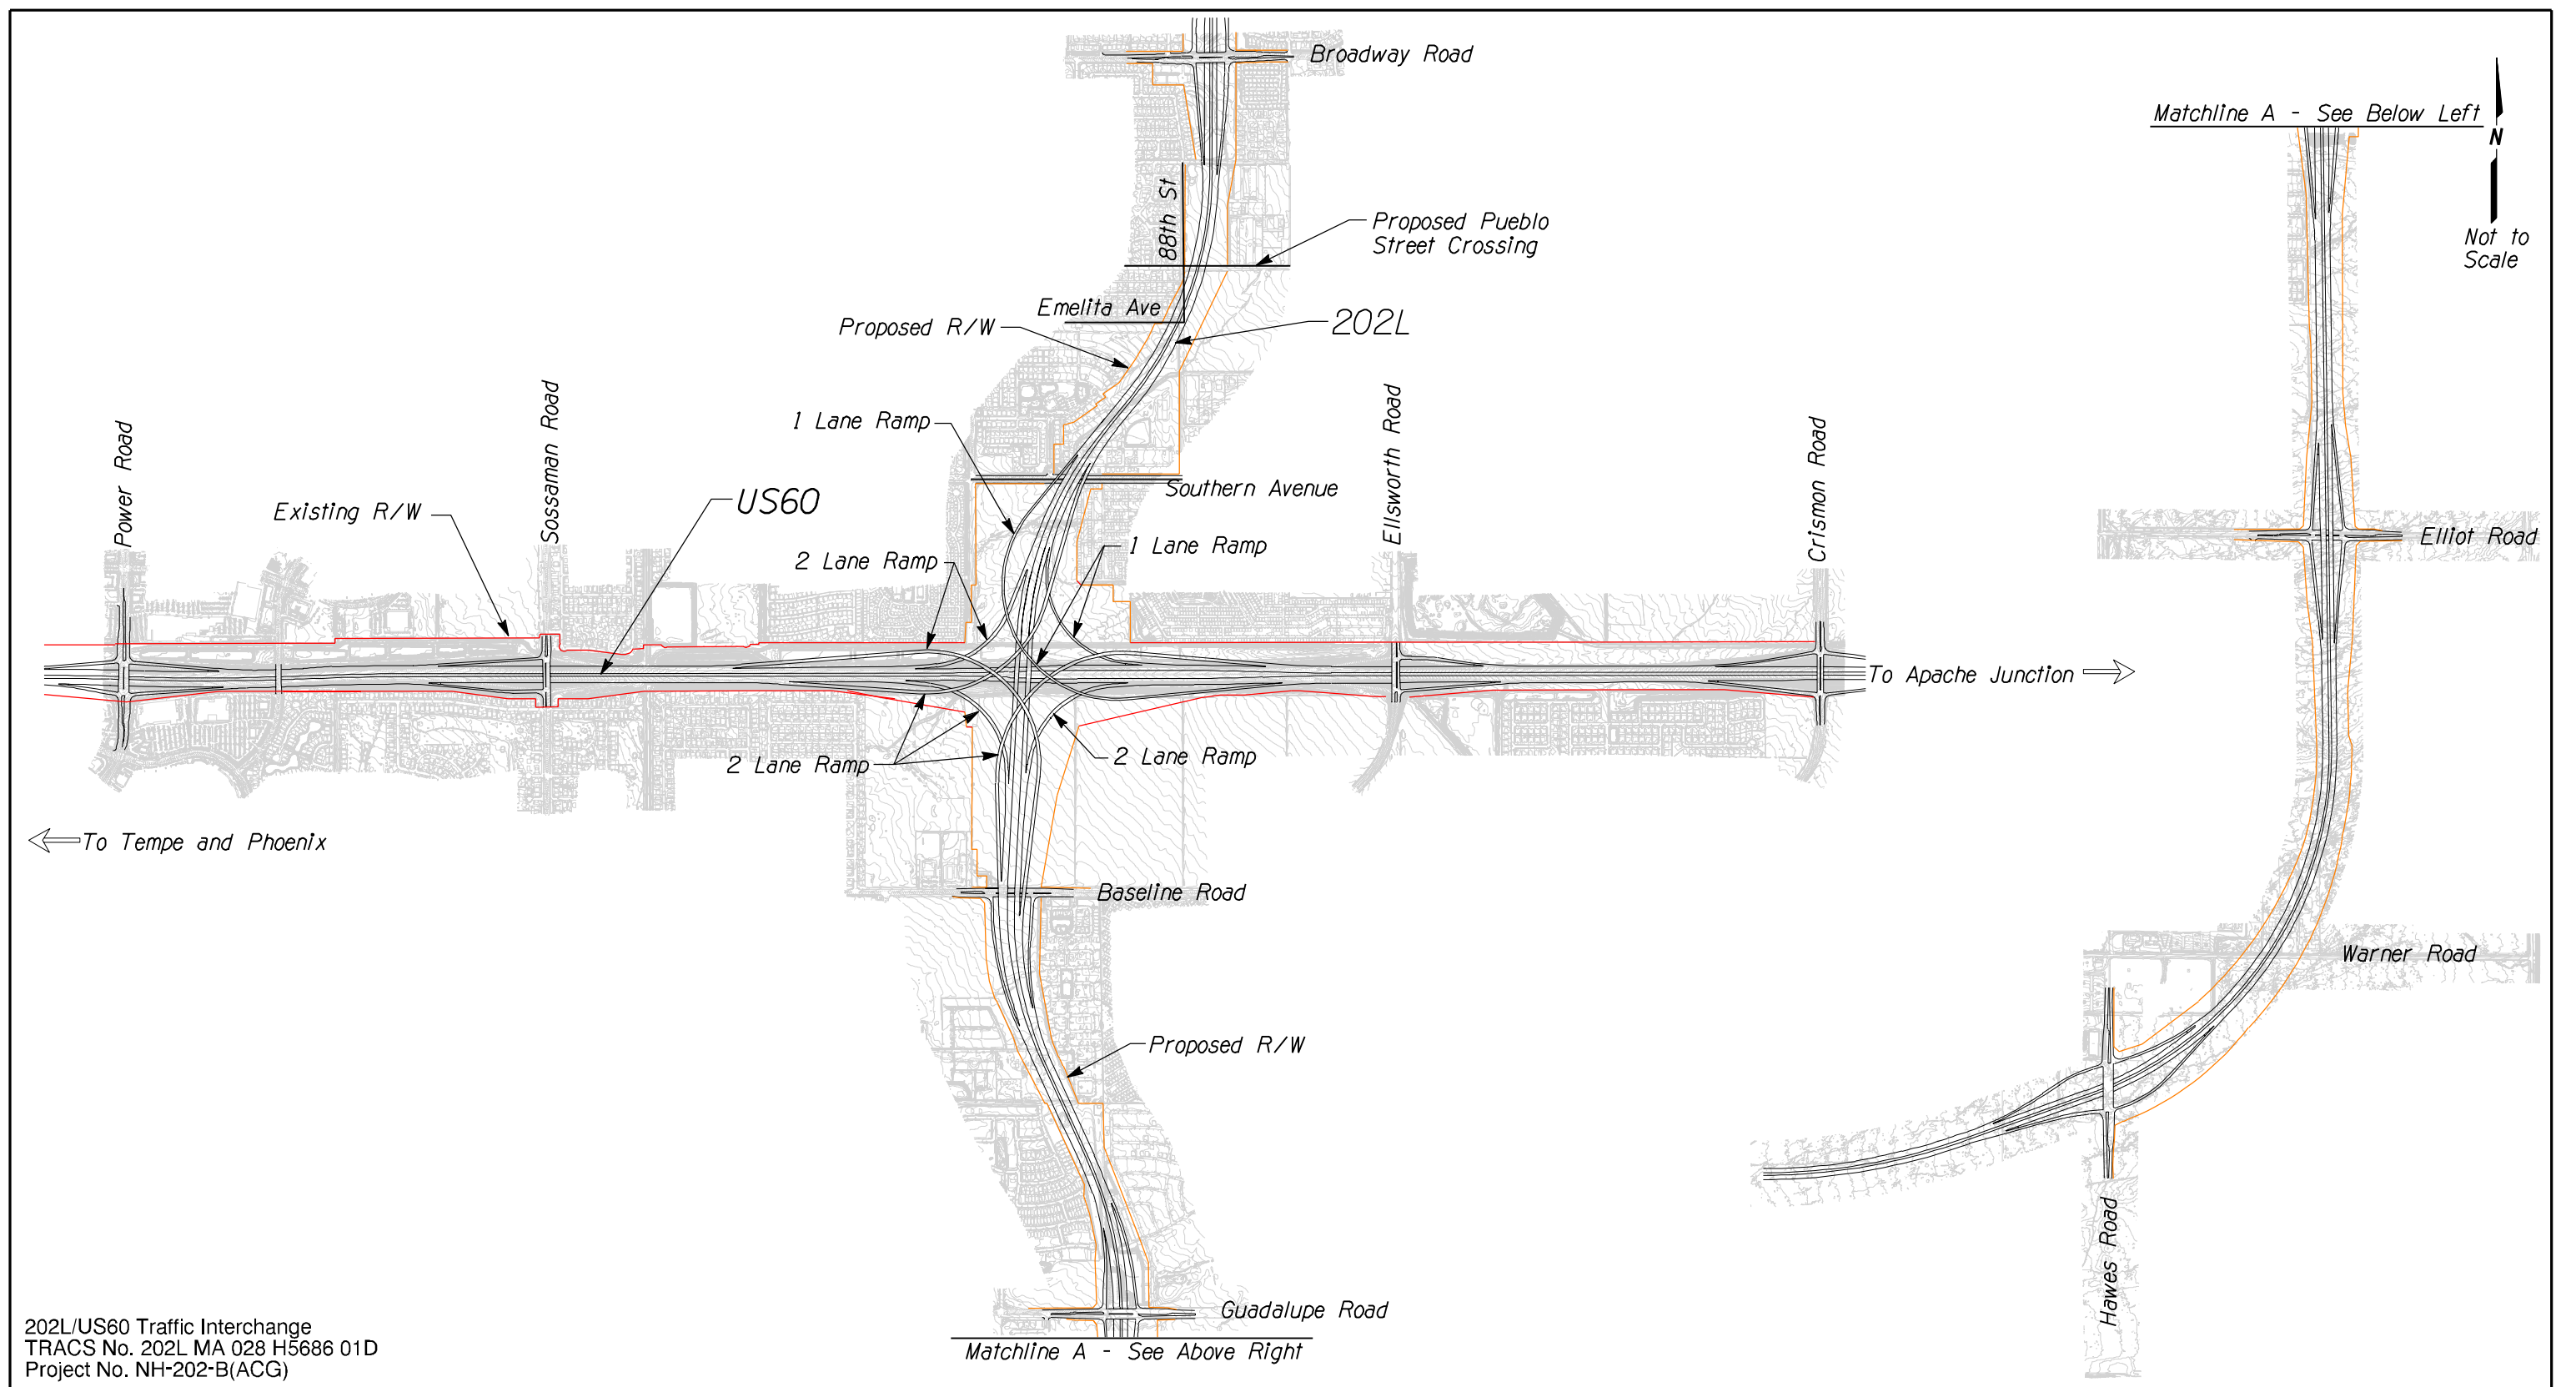 Broadway Road
Matchline A - See Below Left
N
Not to
Scale
88th St
Proposed Pueblo
Street Crossing
Emelita Ave
Proposed R/W
202L
1 Lane Ramp
Power Road
Sossaman Road
Ellsworth Road
Crismon Road
Existing R/W
US60
Southern Avenue
2 Lane Ramp
1 Lane Ramp
Elliot Road
To Apache Junction
2 Lane Ramp
2 Lane Ramp
To Tempe and Phoenix
Baseline Road
Warner Road
Proposed R/W
Hawes Road
Guadalupe Road
Matchline A - See Above Right
202L/US60 Traffic Interchange
TRACS No. 202L MA 028 H5686 01D
Project No. NH-202-B(ACG)